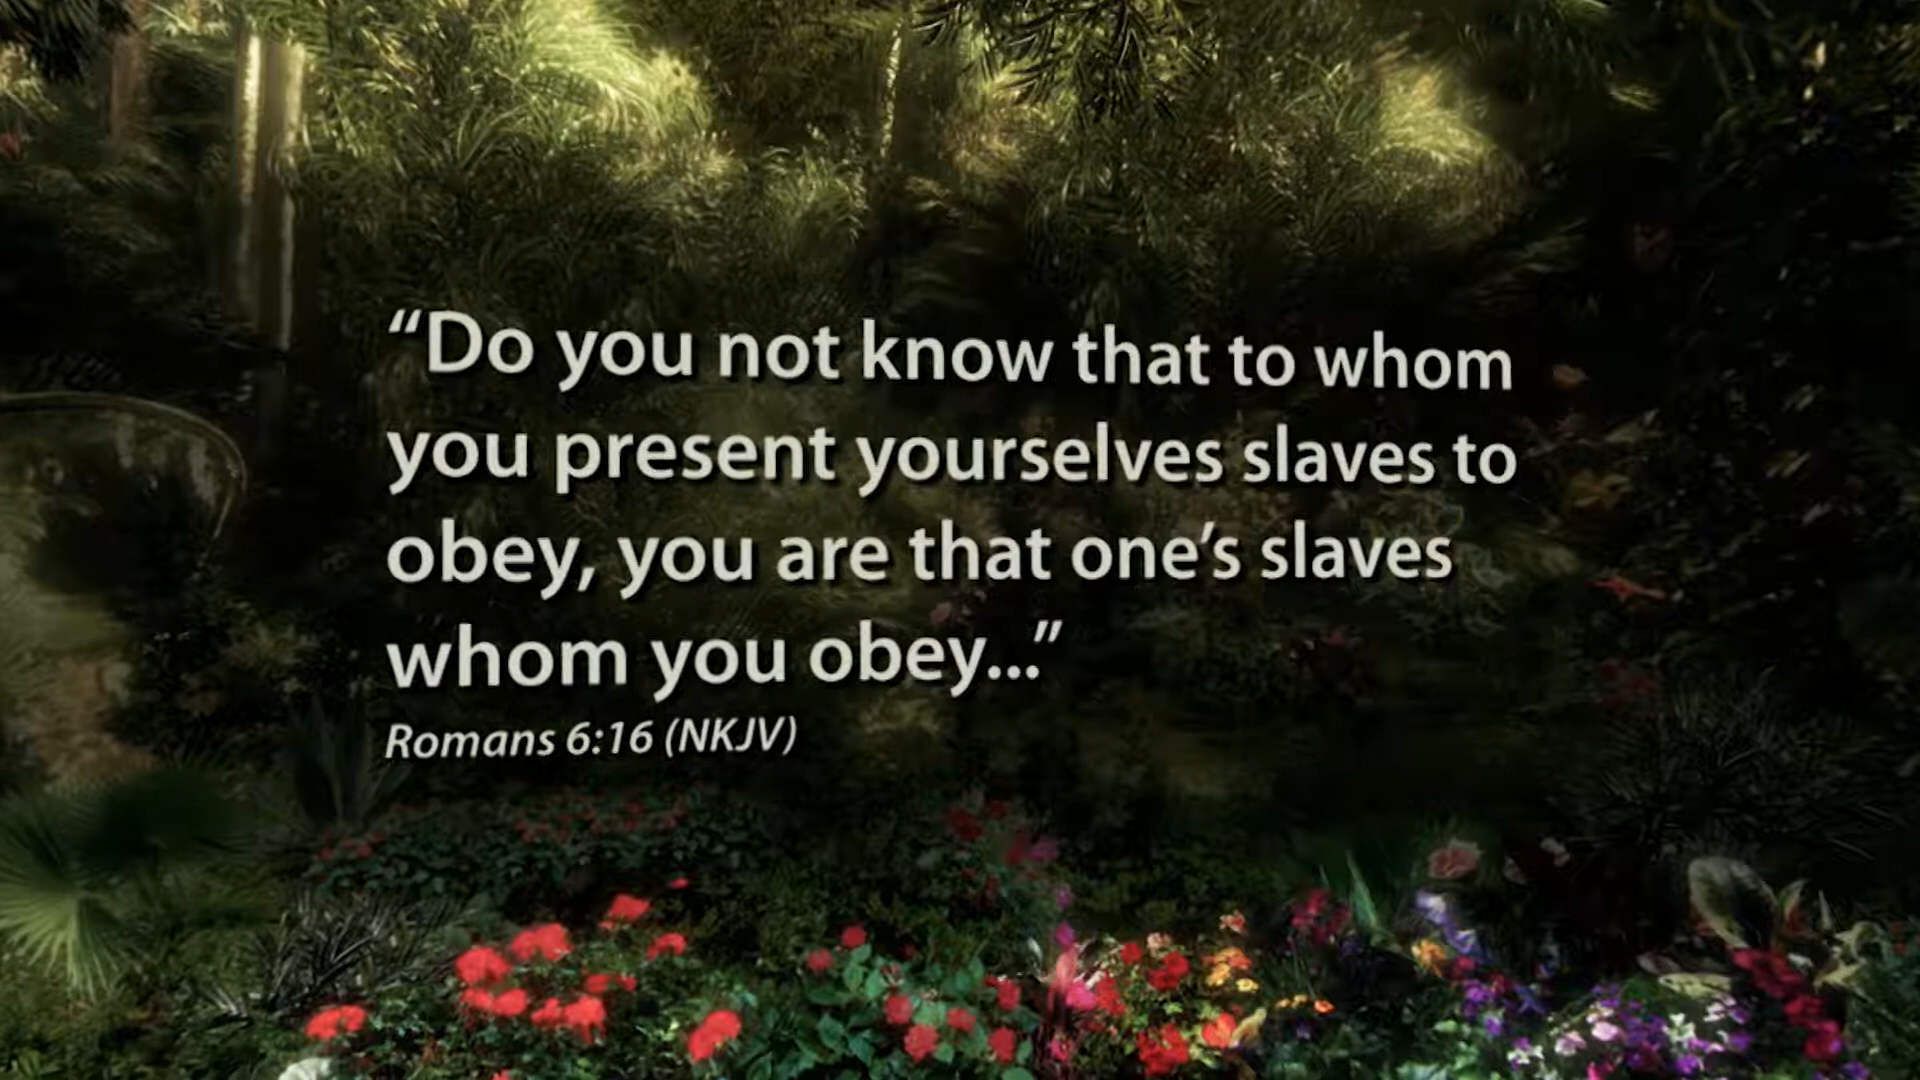 “Do you not know that to whom
you present yourselves slaves to
obey, you are that one’s slaves
whom you obey...”
Romans 6:16 (NKJV)